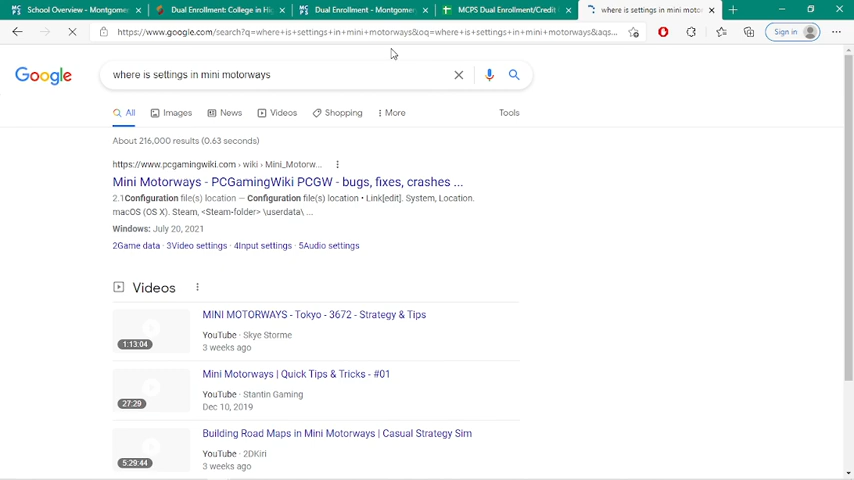 School Overview - Montgomer
Dual Enrollment: College in Hig
Dual Enrollment - Montgomer
MCPS Dual Enrollment/Credit
where is settings in mini motor
https://www.google.com/search?q=where+is+settings+in+mini+motorways&oq=where+is+settings+in+mini+motorways&aqs...
Sign in
Google
where is settings in mini motorways
All
Images
News
Videos
Shopping
More
Tools
About 216,000 results (0.63 seconds)
https://www.pcgamingwiki.com › wiki › Mini_Motorw...
Mini Motorways - PCGamingWiki PCGW - bugs, fixes, crashes ...
2.1Configuration file(s) location — Configuration file(s) location • Link[edit]. System, Location.
macOS (OS X). Steam, <Steam-folder> \userdata\ ...
Windows: July 20, 2021
2Game data · 3Video settings · 4Input settings · 5Audio settings
Videos
MINI MOTORWAYS - Tokyo - 3672 - Strategy & Tips
YouTube · Skye Storme
1:13:04
3 weeks ago
Mini Motorways | Quick Tips & Tricks - #01
YouTube · Stantin Gaming
27:29
Dec 10, 2019
Building Road Maps in Mini Motorways | Casual Strategy Sim
YouTube · 2DKiri
5:29:44
3 weeks ago